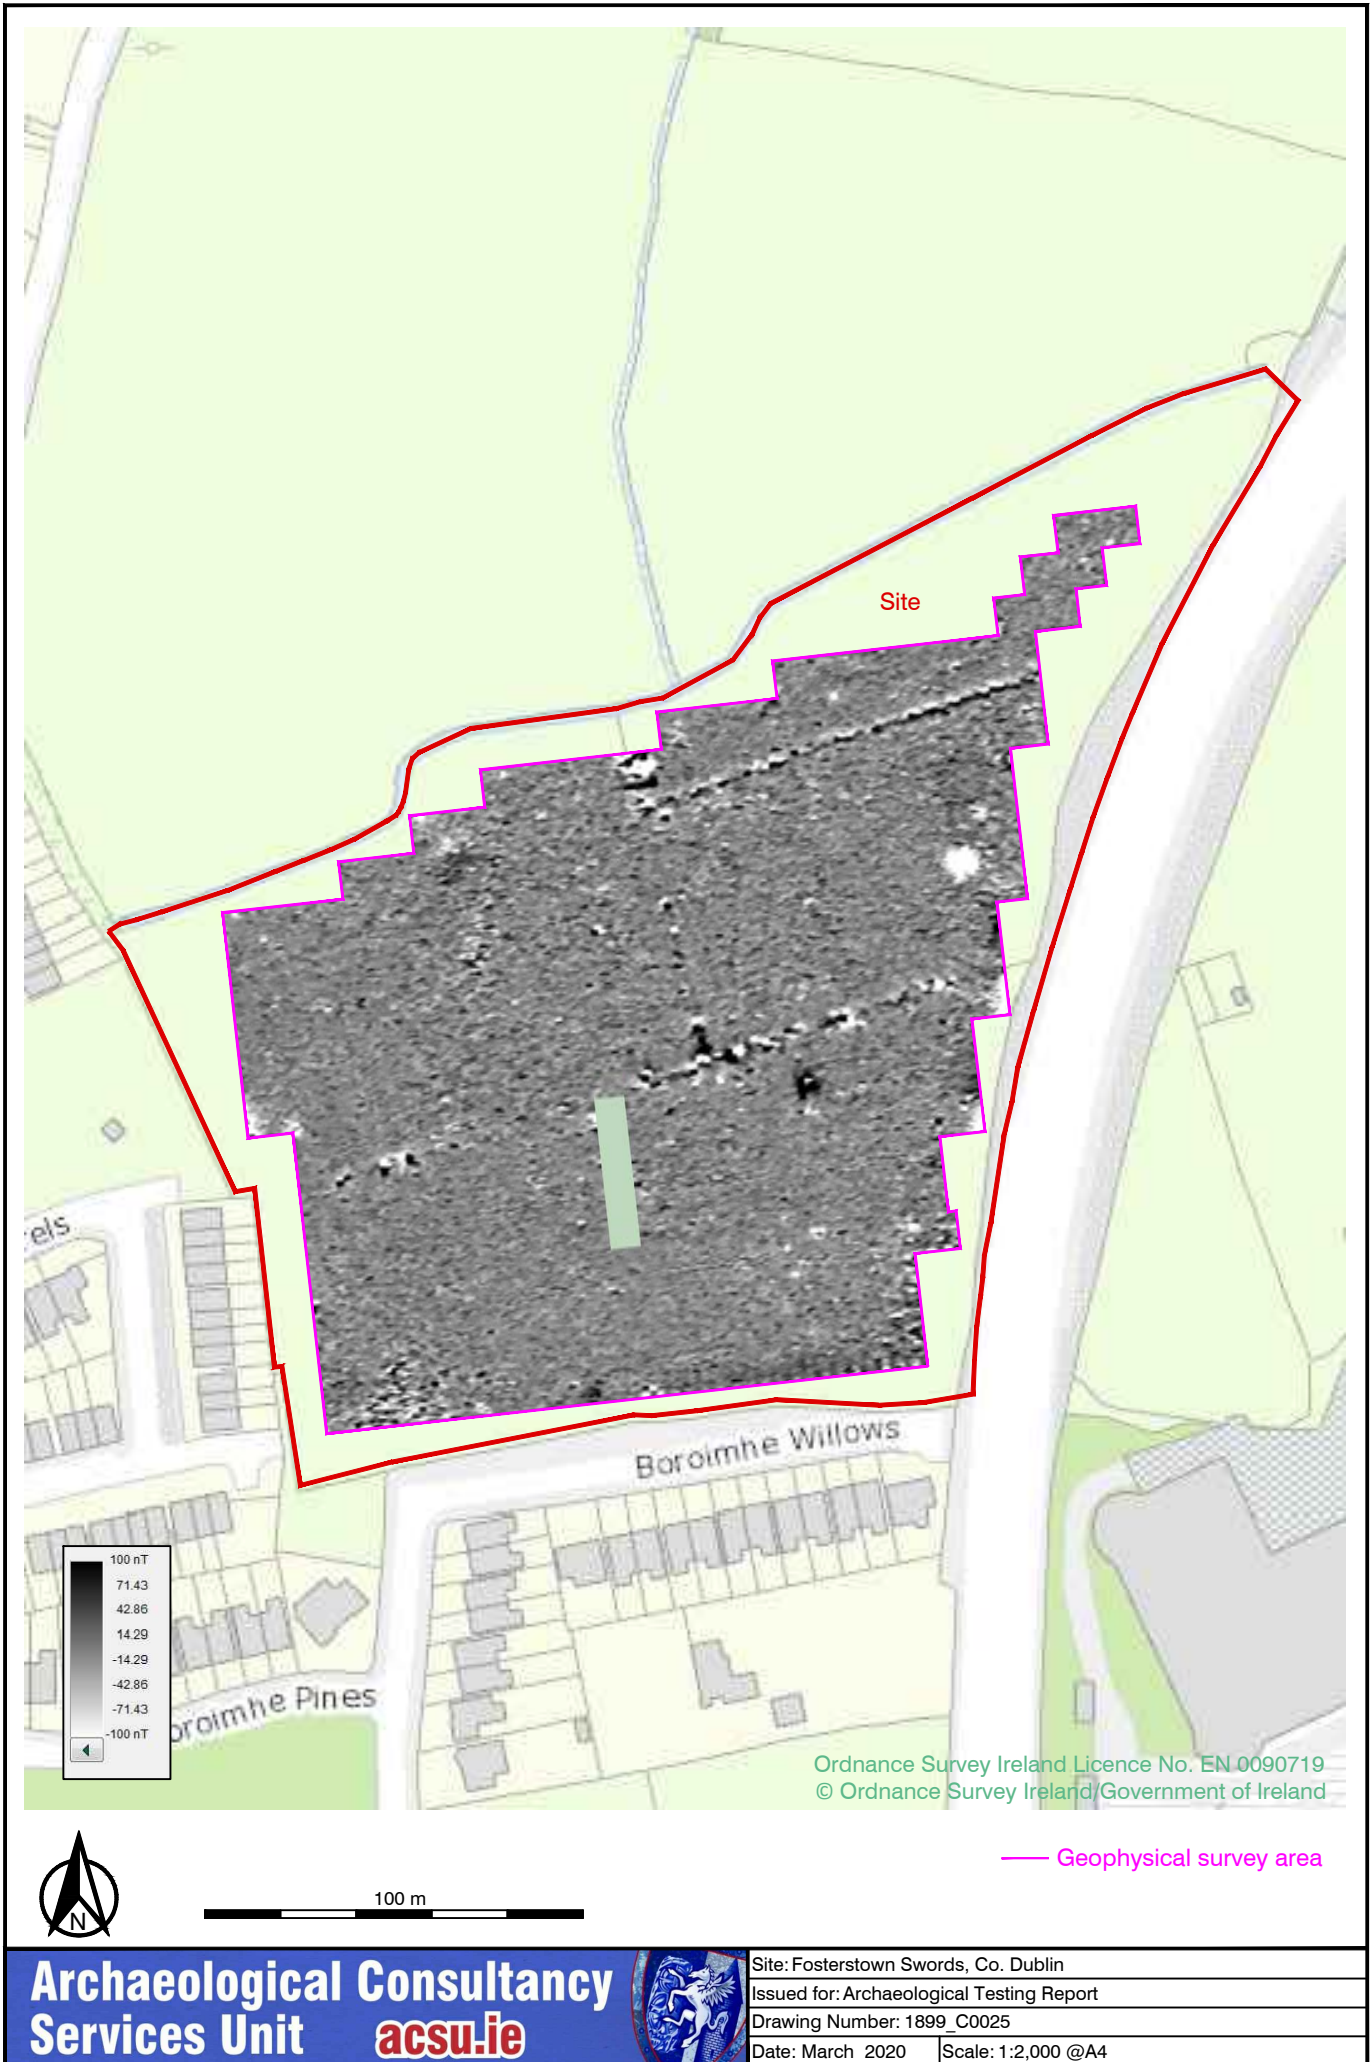 Site
els
Boroimhe Willows
100 nT
71.43
42.86
14.29
-14.29
-42.86
-71.43
-100 nT
oroimhe Pines
Ordnance Survey Ireland Licence No. EN 0090719
© Ordnance Survey Ireland/Government of Ireland
Geophysical survey area
N
100 m
Archaeological Consultancy
Services Unit acsu.ie
Site: Fosterstown Swords, Co. Dublin
Issued for: Archaeological Testing Report
Drawing Number: 1899_C0025
Date: March 2020
Scale: 1:2,000 @A4